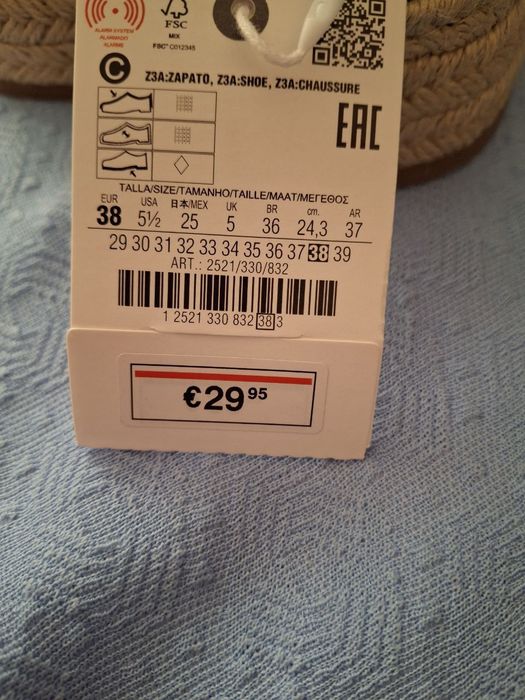 ALARM SYSTEM
ALARMADO
ALARME
FSC
MIX
FSC® C012345
C
Z3A:ZAPATO, Z3A:SHOE, Z3A:CHAUSSURE
EAC
TALLA/SIZE/TAMANHO/TAILLE/MAAT/ΜΕΓΕΘΟΣ
EUR USA 日本/MEX UK BR cm. AR
38 5½ 25 5 36 24,3 37
29 30 31 32 33 34 35 36 37 38 39
ART.: 2521/330/832
1 2521 330 832 38 3
€29 95